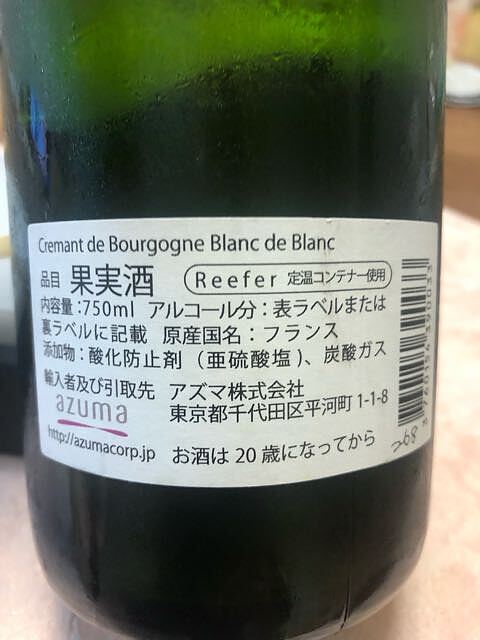 Cremant de Bourgogne Blanc de Blanc
品目 果実酒 Reefer 定温コンテナー使用
内容量:750ml アルコール分:表ラベルまたは
裏ラベルに記載 原産国名:フランス
添加物:酸化防止剤(亜硫酸塩)、炭酸ガス
輸入者及び引取先 アズマ株式会社
azuma 東京都千代田区平河町 1-1-8
http://azumacorp.jp お酒は20歳になってから
268